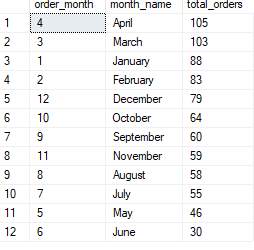 order_month month_name total_orders
1 4 April 105
2 3 March 103
3 1 January 88
4 2 February 83
5 12 December 79
6 10 October 64
7 9 September 60
8 11 November 59
9 8 August 58
10 7 July 55
11 5 May 46
12 6 June 30